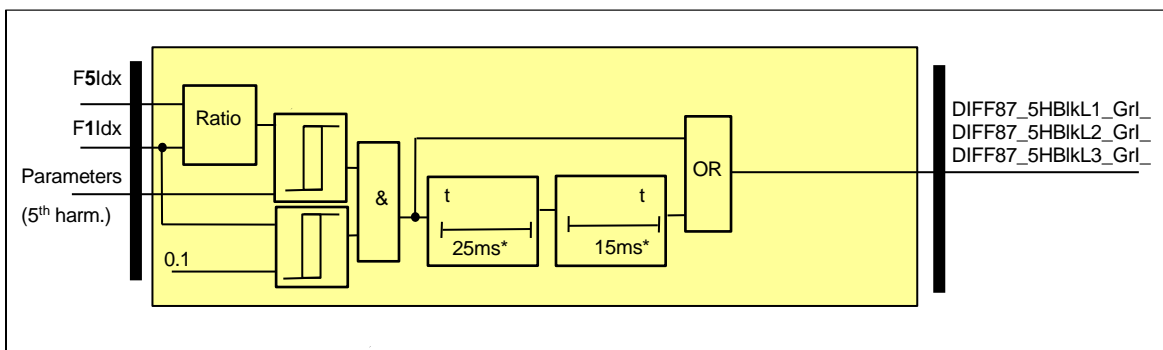 F5Idx
F1Idx
Parameters
(5th harm.)
0.1
Ratio
&
t
25ms*
t
15ms*
OR
DIFF87_5HBlkL1_GrI_
DIFF87_5HBlkL2_GrI_
DIFF87_5HBlkL3_GrI_